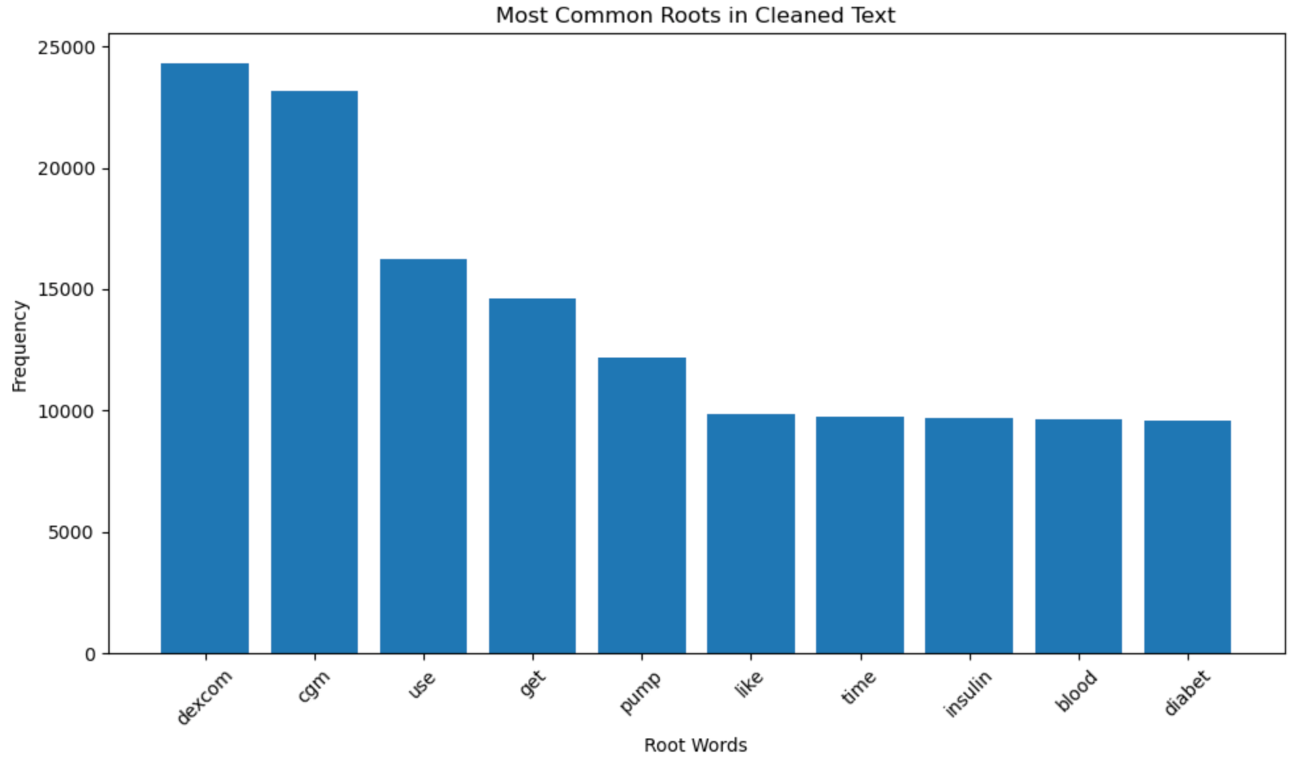 Most Common Roots in Cleaned Text
Frequency
25000
20000
15000
10000
5000
0
dexcom
cgm
use
get
pump
like
time
insulin
blood
diabet
Root Words